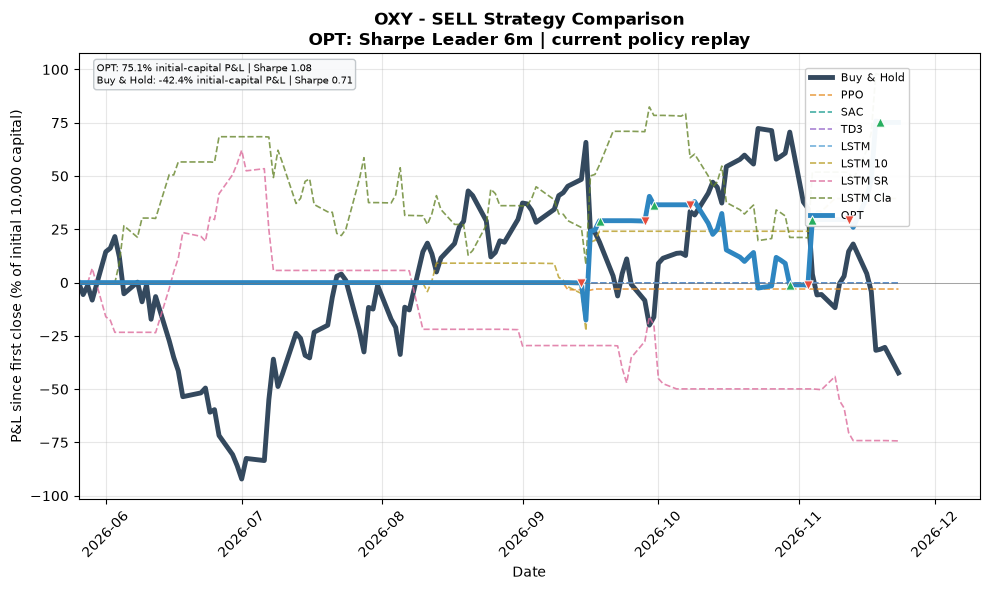 OXY - SELL Strategy Comparison
OPT: Sharpe Leader 6m | current policy replay
OPT: 75.1% initial-capital P&L | Sharpe 1.08
Buy & Hold: -42.4% initial-capital P&L | Sharpe 0.71
Buy & Hold
PPO
SAC
TD3
LSTM
LSTM 10
LSTM SR
LSTM Cla
OPT
P&L since first close (% of initial 10,000 capital)
100
75
50
25
0
−25
−50
−75
−100
2026-06
2026-07
2026-08
2026-09
2026-10
2026-11
2026-12
Date